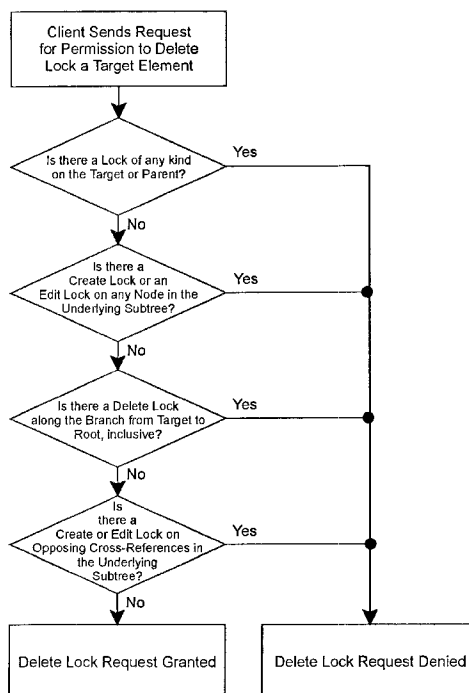 Client Sends Request
for Permission to Delete
Lock a Target Element
Is there a Lock of any kind
on the Target or Parent?
Yes
No
Is there a
Create Lock or an
Edit Lock on any Node in the
Underlying Subtree?
Yes
No
Is there a Delete Lock
along the Branch from Target to
Root, inclusive?
Yes
No
Is
there a
Create or Edit Lock on
Opposing Cross-References in
the Underlying
Subtree?
Yes
No
Delete Lock Request Granted
Delete Lock Request Denied